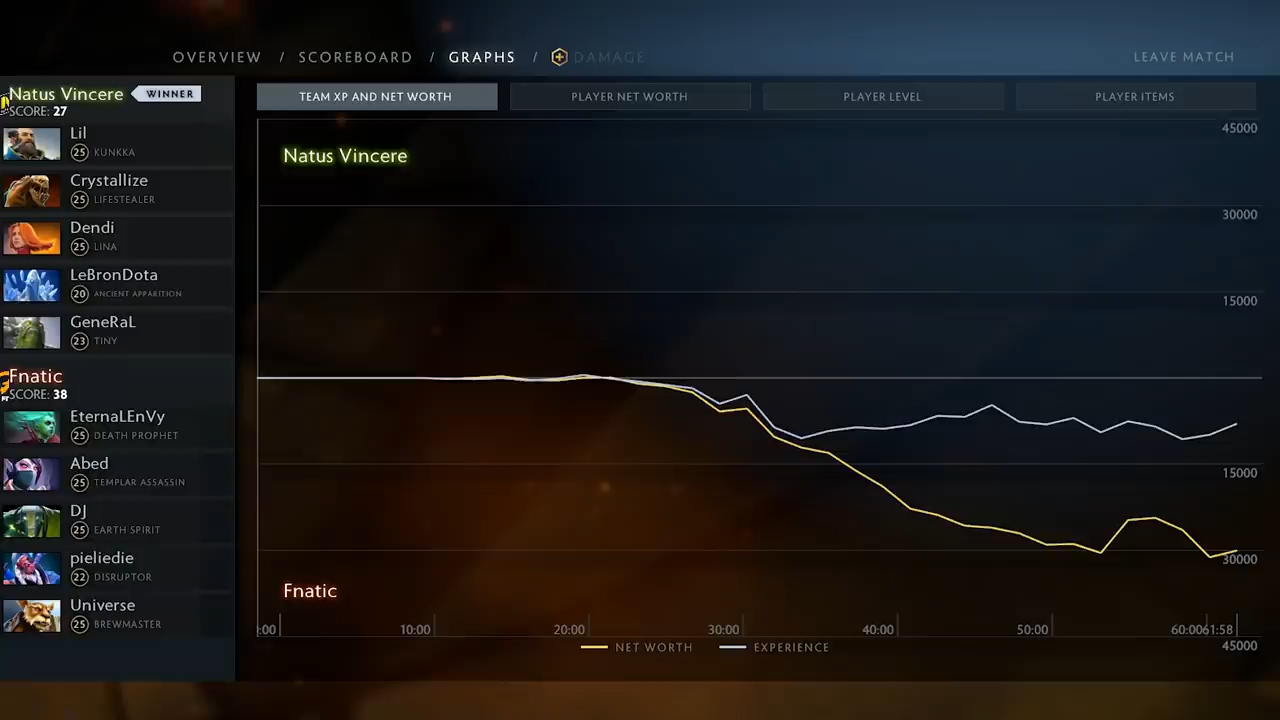 OVERVIEW / SCOREBOARD / GRAPHS / DAMAGE
LEAVE MATCH
Natus Vincere WINNER
SCORE: 27
Lil
25 KUNKKA
Crystallize
25 LIFESTEALER
Dendi
25 LINA
LeBronDota
20 ANCIENT APPARITION
GeneRaL
23 TINY
Fnatic
SCORE: 38
EternaLEnVy
25 DEATH PROPHET
Abed
25 TEMPLAR ASSASSIN
DJ
25 EARTH SPIRIT
pieliedie
22 DISRUPTOR
Universe
25 BREWMASTER
TEAM XP AND NET WORTH
PLAYER NET WORTH
PLAYER LEVEL
PLAYER ITEMS
45000
Natus Vincere
30000
15000
15000
30000
Fnatic
:00 10:00 20:00 30:00 40:00 50:00 60:00 61:58
45000
NET WORTH EXPERIENCE